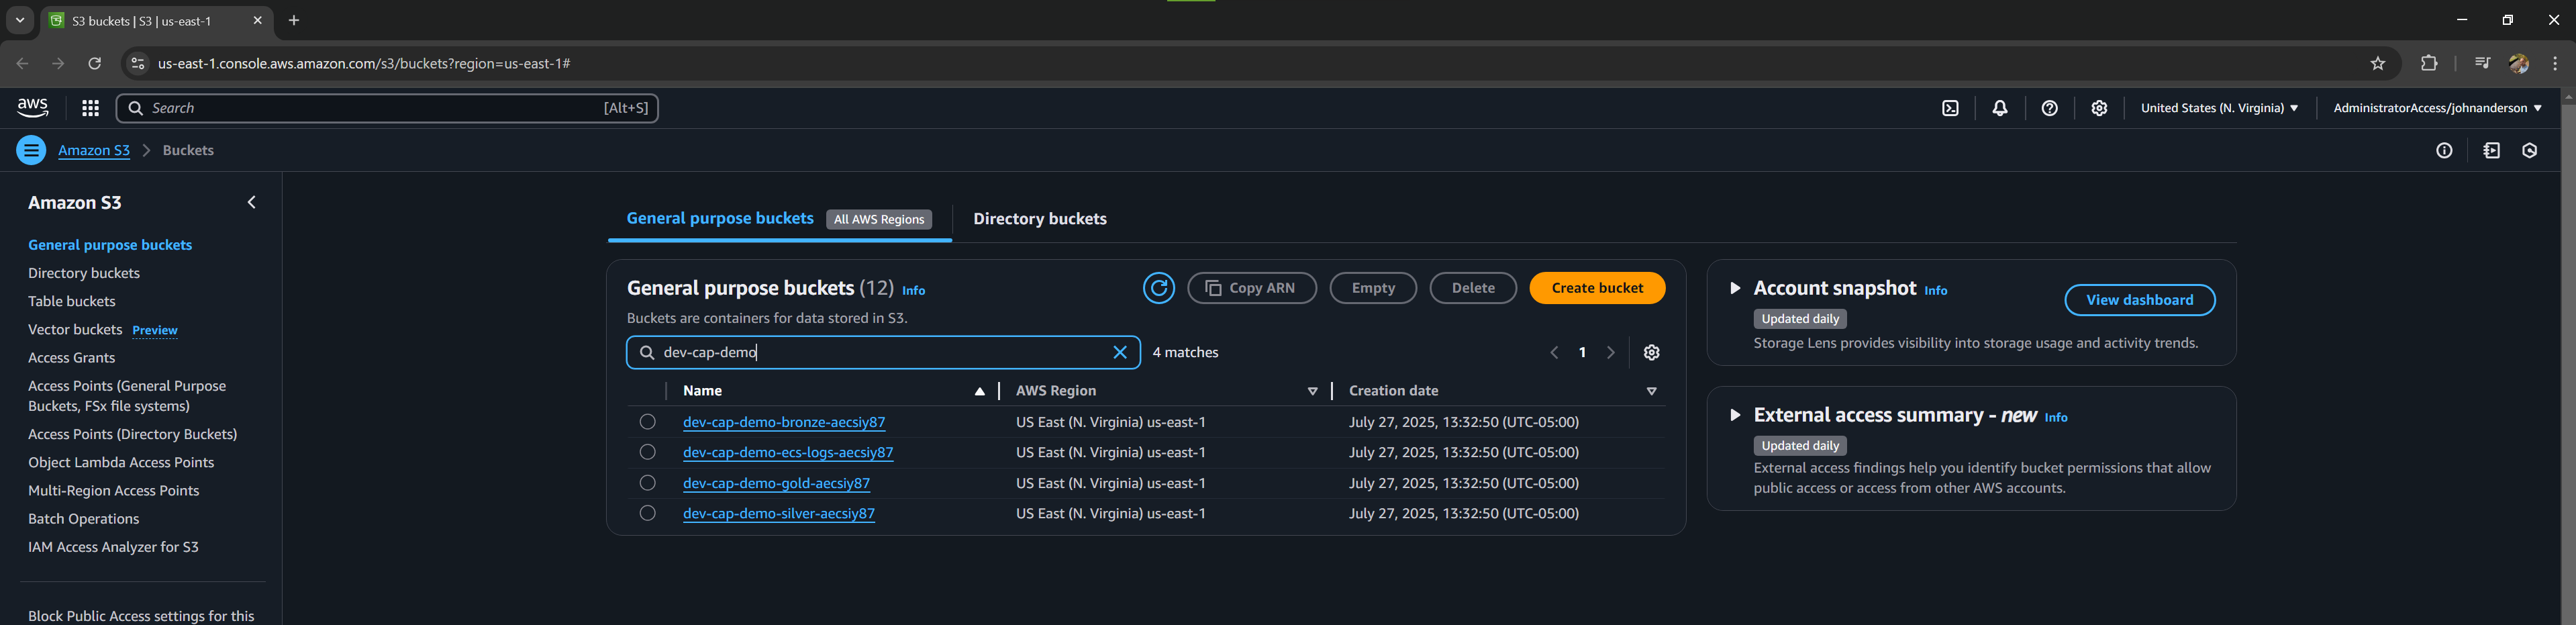 S3 buckets | S3 | us-east-1
us-east-1.console.aws.amazon.com/s3/buckets?region=us-east-1#
aws
Search [Alt+S]
United States (N. Virginia)
AdministratorAccess/johnanderson
Amazon S3 > Buckets
Amazon S3
General purpose buckets
Directory buckets
Table buckets
Vector buckets Preview
Access Grants
Access Points (General Purpose
Buckets, FSx file systems)
Access Points (Directory Buckets)
Object Lambda Access Points
Multi-Region Access Points
Batch Operations
IAM Access Analyzer for S3
Block Public Access settings for this
General purpose buckets All AWS Regions
Directory buckets
General purpose buckets (12) Info
Copy ARN
Empty
Delete
Create bucket
Buckets are containers for data stored in S3.
dev-cap-demo
4 matches
1
Name AWS Region Creation date
dev-cap-demo-bronze-aecsiy87 US East (N. Virginia) us-east-1 July 27, 2025, 13:32:50 (UTC-05:00)
dev-cap-demo-ecs-logs-aecsiy87 US East (N. Virginia) us-east-1 July 27, 2025, 13:32:50 (UTC-05:00)
dev-cap-demo-gold-aecsiy87 US East (N. Virginia) us-east-1 July 27, 2025, 13:32:50 (UTC-05:00)
dev-cap-demo-silver-aecsiy87 US East (N. Virginia) us-east-1 July 27, 2025, 13:32:50 (UTC-05:00)
Account snapshot Info
View dashboard
Updated daily
Storage Lens provides visibility into storage usage and activity trends.
External access summary - new Info
Updated daily
External access findings help you identify bucket permissions that allow
public access or access from other AWS accounts.